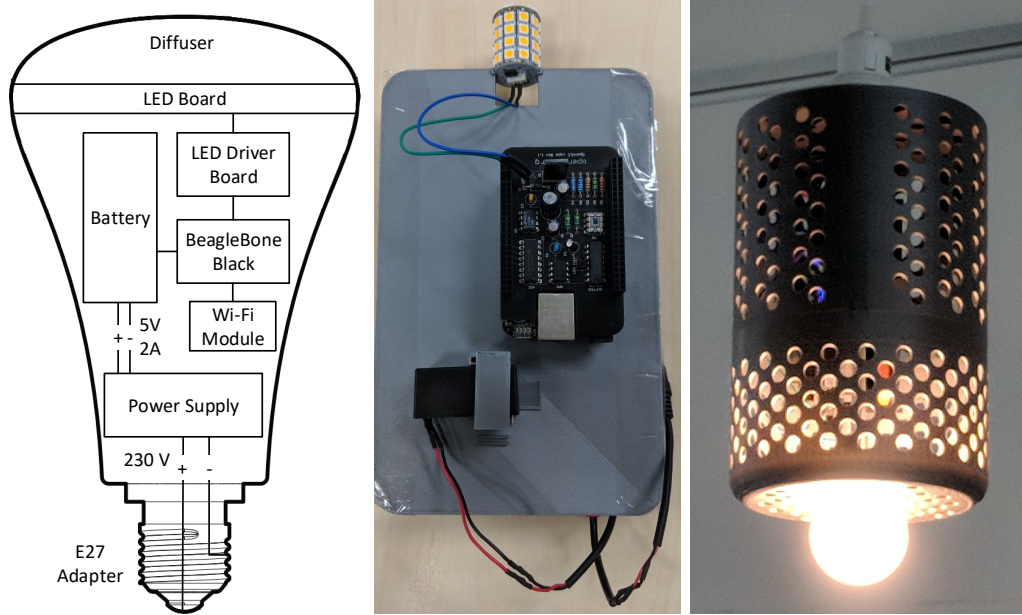 Diffuser
LED Board
LED Driver
Board
Battery
BeagleBone
Black
Wi-Fi
Module
5V
+ -
2A
Power Supply
230 V
+ -
E27
Adapter